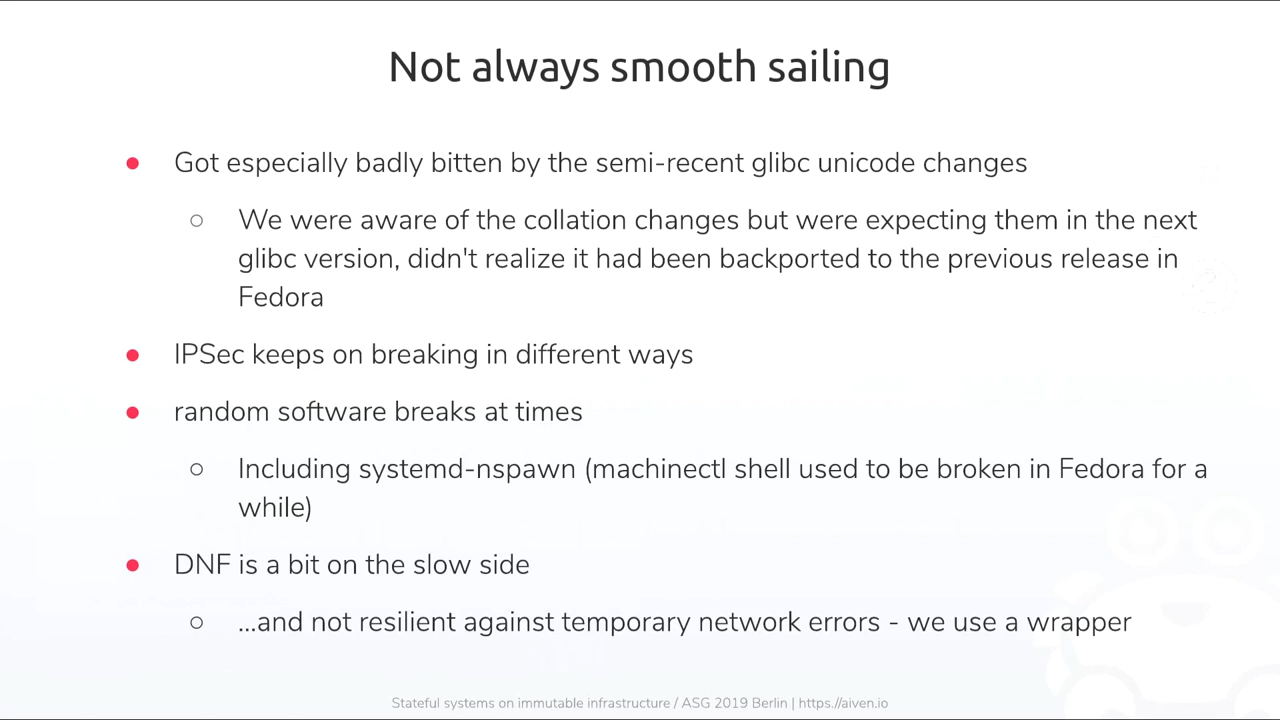 Not always smooth sailing
● Got especially badly bitten by the semi-recent glibc unicode changes
○ We were aware of the collation changes but were expecting them in the next
glibc version, didn't realize it had been backported to the previous release in
Fedora
● IPSec keeps on breaking in different ways
● random software breaks at times
○ Including systemd-nspawn (machinectl shell used to be broken in Fedora for a
while)
● DNF is a bit on the slow side
○ ...and not resilient against temporary network errors - we use a wrapper
Stateful systems on immutable infrastructure / ASG 2019 Berlin | https://aiven.io